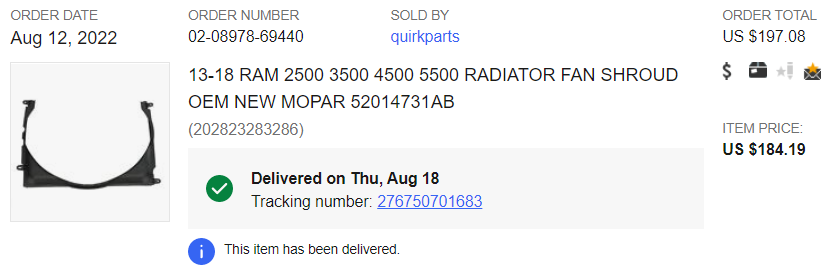 ORDER DATE
Aug 12, 2022
ORDER NUMBER
02-08978-69440
SOLD BY
quirkparts
ORDER TOTAL
US $197.08
13-18 RAM 2500 3500 4500 5500 RADIATOR FAN SHROUD
OEM NEW MOPAR 52014731AB
(202823283286)
Delivered on Thu, Aug 18
Tracking number: 276750701683
This item has been delivered.
ITEM PRICE:
US $184.19